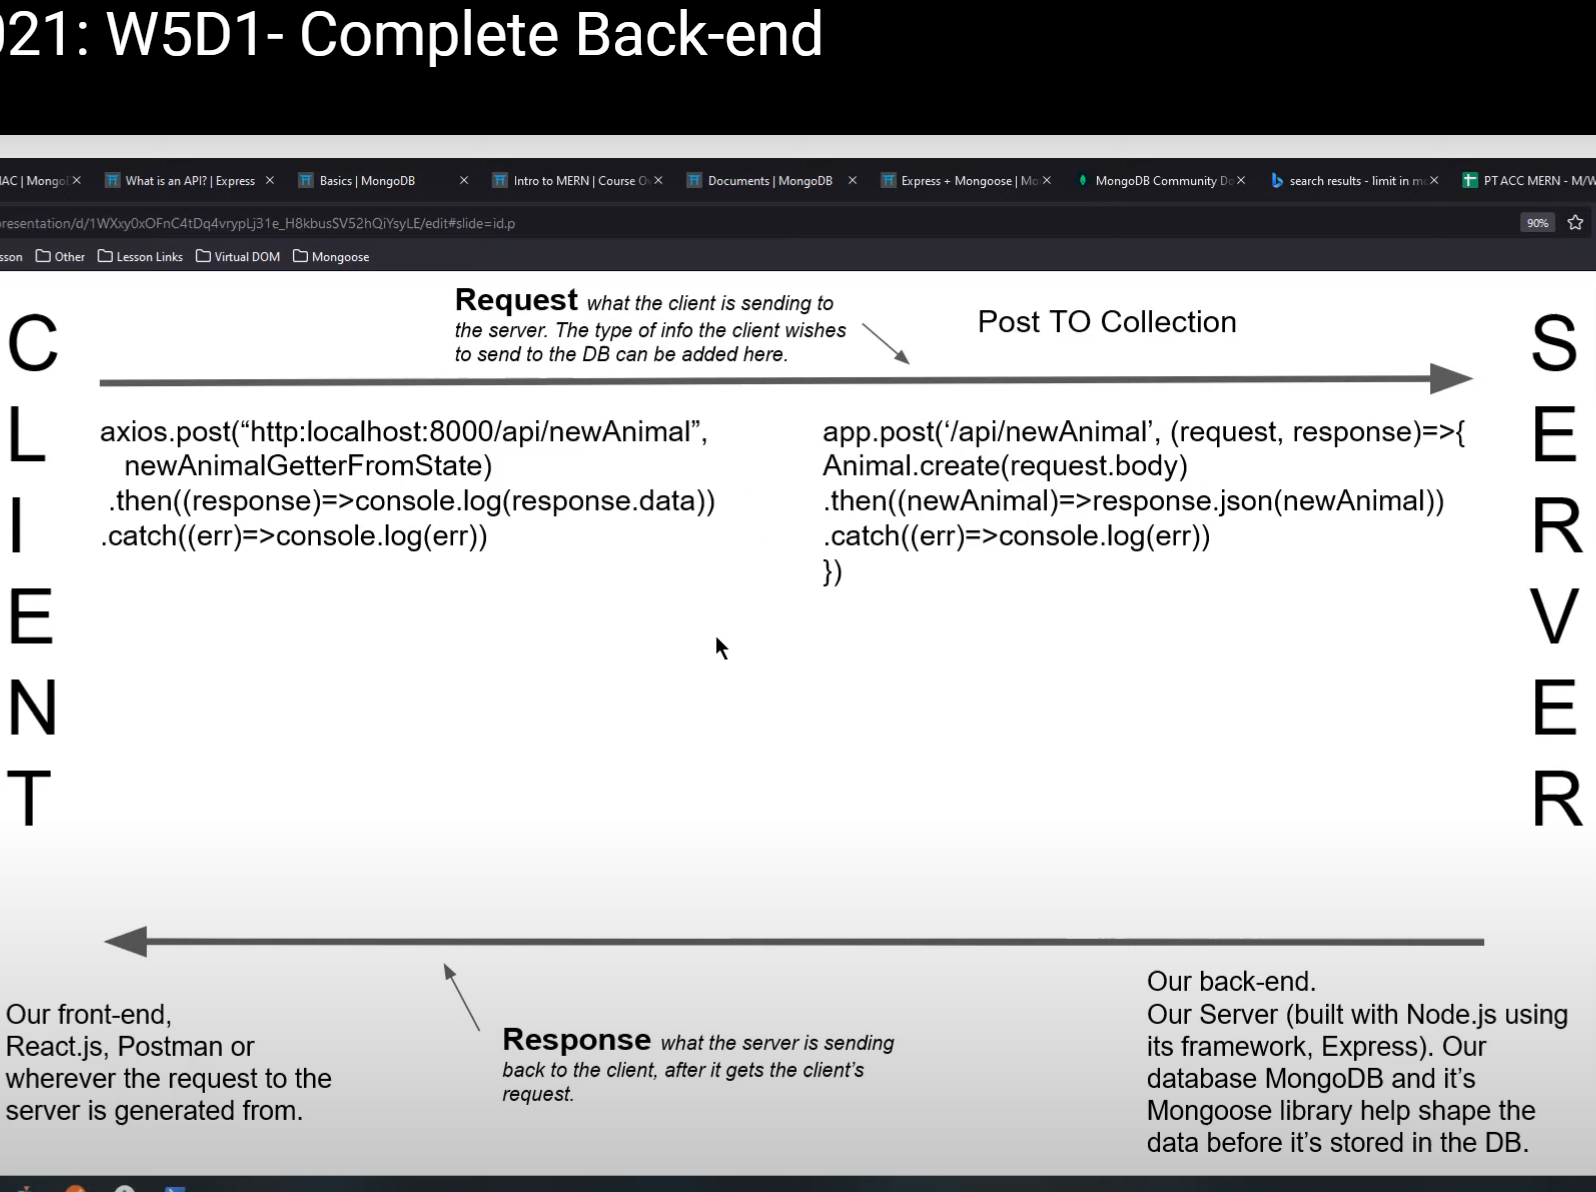 021: W5D1- Complete Back-end
What is an API? | Express
Basics | MongoDB
Intro to MERN | Course
Documents | MongoDB
Express + Mongoose |
MongoDB Community
search results - limit in
PT ACC MERN - M/W
resentation/d/1WXxy0xOFnC4tDq4vrypLj31e_H8kbusSV52hQiYsyLE/edit#slide=id.p
90%
sson Other Lesson Links Virtual DOM Mongoose
Request what the client is sending to
the server. The type of info the client wishes
to send to the DB can be added here.
Post TO Collection
CLIENT
axios.post(“http:localhost:8000/api/newAnimal”,
newAnimalGetterFromState)
.then((response)=>console.log(response.data))
.catch((err)=>console.log(err))
app.post(‘/api/newAnimal’, (request, response)=>{
Animal.create(request.body)
.then((newAnimal)=>response.json(newAnimal))
.catch((err)=>console.log(err))
})
SERVER
Our front-end,
React.js, Postman or
wherever the request to the
server is generated from.
Response what the server is sending
back to the client, after it gets the client’s
request.
Our back-end.
Our Server (built with Node.js using
its framework, Express). Our
database MongoDB and it’s
Mongoose library help shape the
data before it’s stored in the DB.